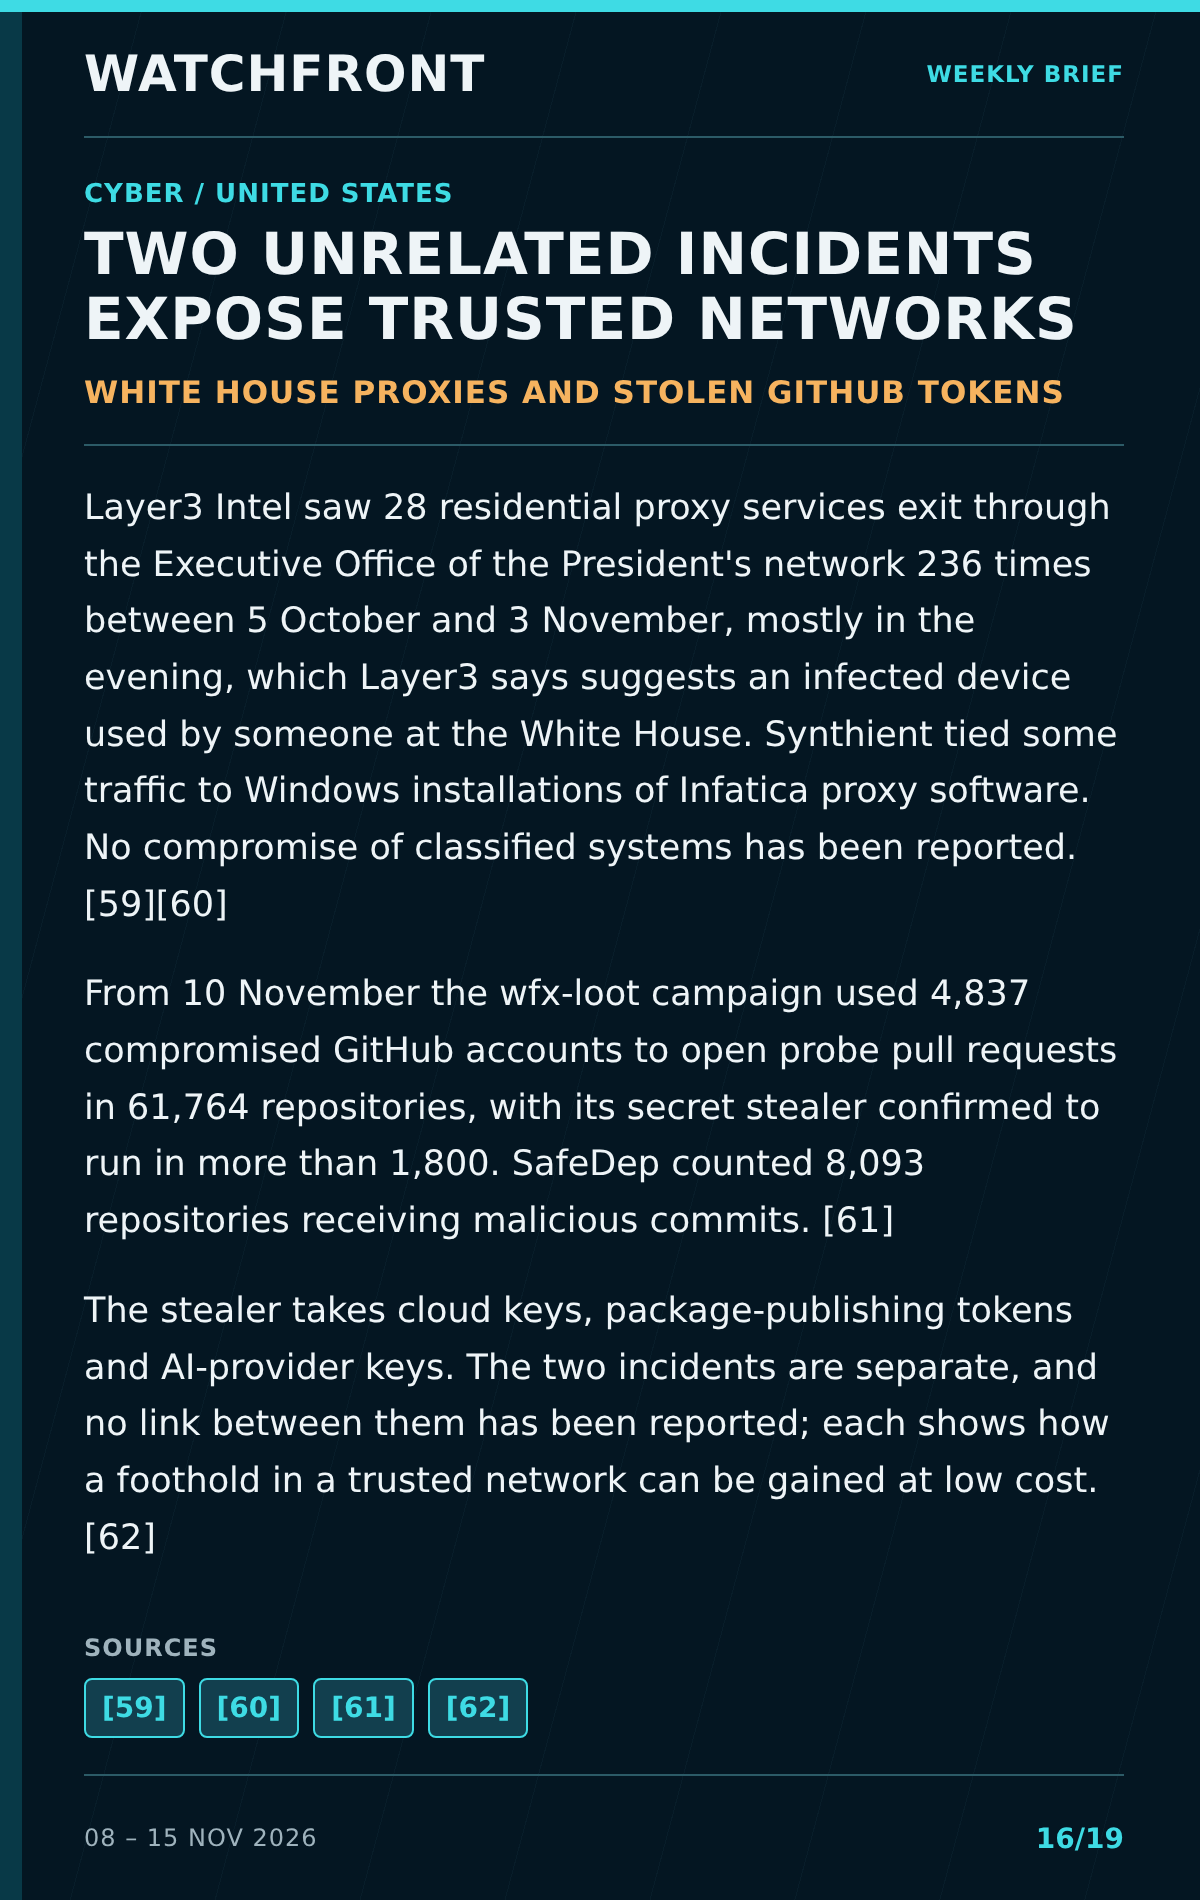 WATCHFRONT
WEEKLY BRIEF
CYBER / UNITED STATES
TWO UNRELATED INCIDENTS
EXPOSE TRUSTED NETWORKS
WHITE HOUSE PROXIES AND STOLEN GITHUB TOKENS
Layer3 Intel saw 28 residential proxy services exit through
the Executive Office of the President's network 236 times
between 5 October and 3 November, mostly in the
evening, which Layer3 says suggests an infected device
used by someone at the White House. Synthient tied some
traffic to Windows installations of Infatica proxy software.
No compromise of classified systems has been reported.
[59][60]
From 10 November the wfx-loot campaign used 4,837
compromised GitHub accounts to open probe pull requests
in 61,764 repositories, with its secret stealer confirmed to
run in more than 1,800. SafeDep counted 8,093
repositories receiving malicious commits. [61]
The stealer takes cloud keys, package-publishing tokens
and AI-provider keys. The two incidents are separate, and
no link between them has been reported; each shows how
a foothold in a trusted network can be gained at low cost.
[62]
SOURCES
[59] [60] [61] [62]
08 – 15 NOV 2026
16/19